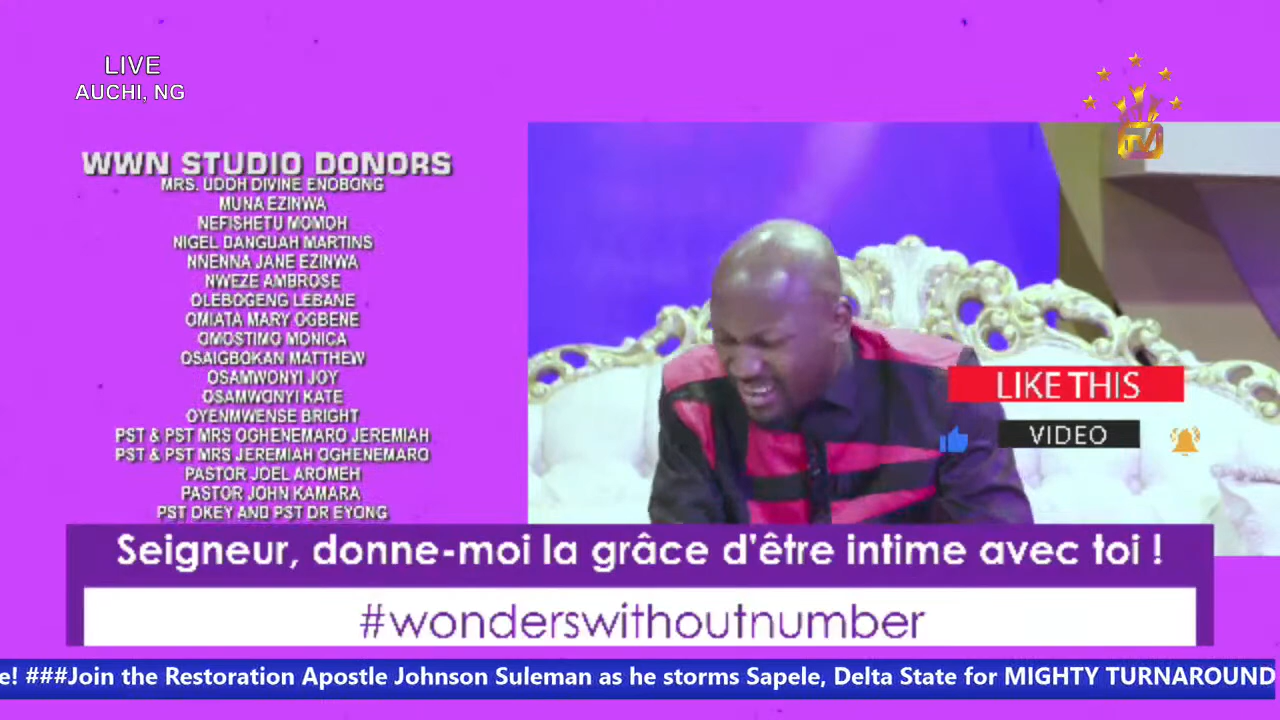 LIVE
AUCHI, NG
TV
WWN STUDIO DONORS
MRS. UDOH DIVINE ENOBONG
MUNA EZINWA
NEFISHETU MOMOH
NIGEL DANGUAH MARTINS
NNENNA JANE EZINWA
NWEZE AMBROSE
OLEBOGENG LEBANE
OMIATA MARY OGBENE
OMOSTIMO MONICA
OSAIGBOKAN MATTHEW
OSAMWONYI JOY
OSAMWONYI KATE
OYENMWENSE BRIGHT
PST & PST MRS OGHENEMARO JEREMIAH
PST & PST MRS JEREMIAH OGHENEMARO
PASTOR JOEL AROMEH
PASTOR JOHN KAMARA
PST OKEY AND PST DR EYONG
LIKE THIS
VIDEO
Seigneur, donne-moi la grâce d'être intime avec toi !
#wonderswithoutnumber
e! ###Join the Restoration Apostle Johnson Suleman as he storms Sapele, Delta State for MIGHTY TURNAROUND